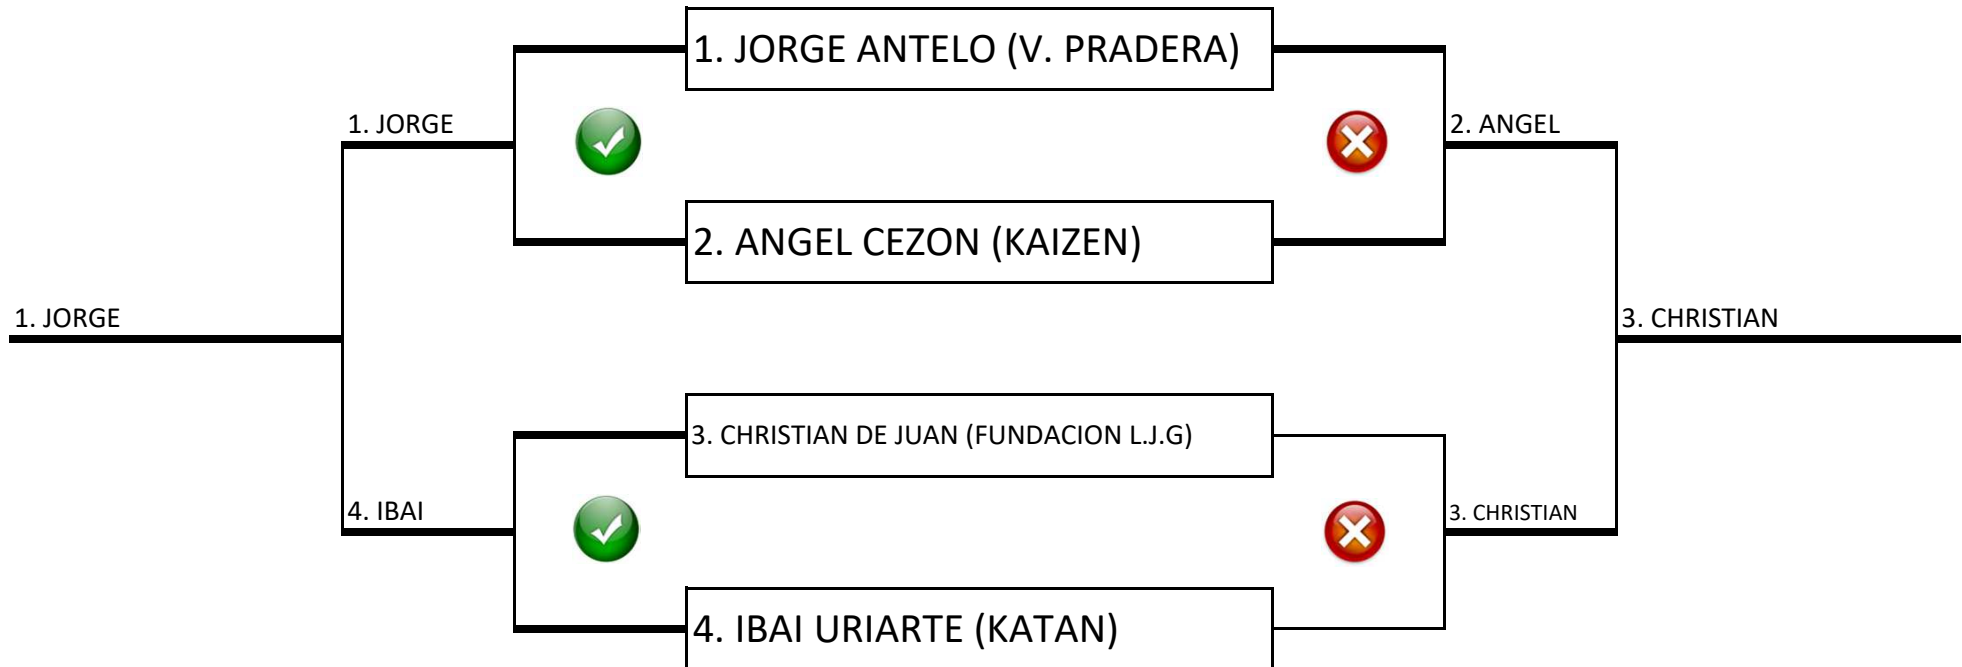 1. JORGE ANTELO (V. PRADERA)
1. JORGE
2. ANGEL
2. ANGEL CEZON (KAIZEN)
1. JORGE
3. CHRISTIAN
3. CHRISTIAN DE JUAN (FUNDACION L.J.G)
4. IBAI
3. CHRISTIAN
4. IBAI URIARTE (KATAN)